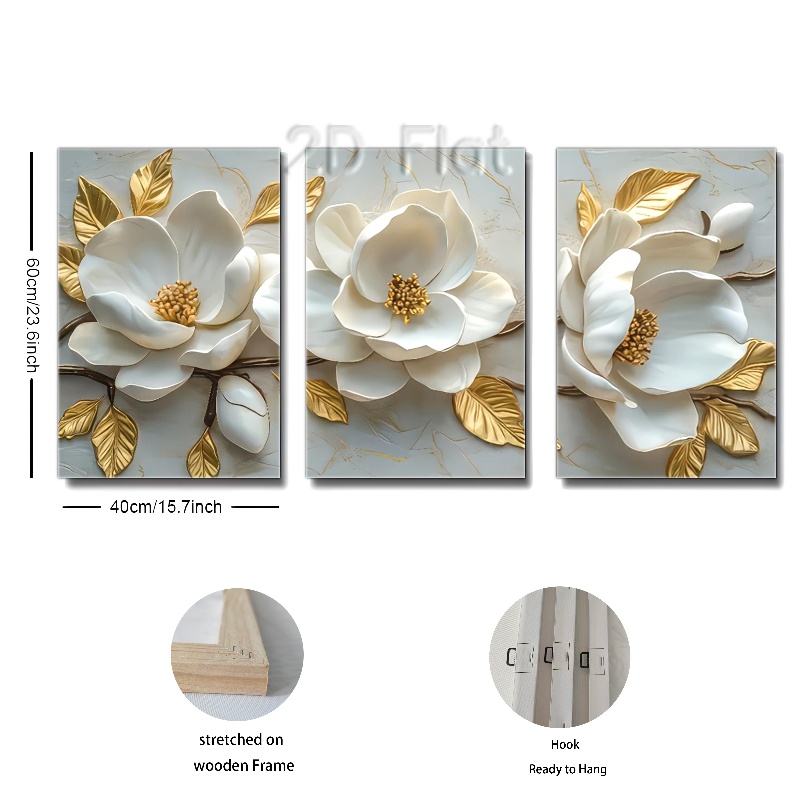 2D Flat
60cm/23.6inch
40cm/15.7inch
stretched on
wooden Frame
Hook
Ready to Hang